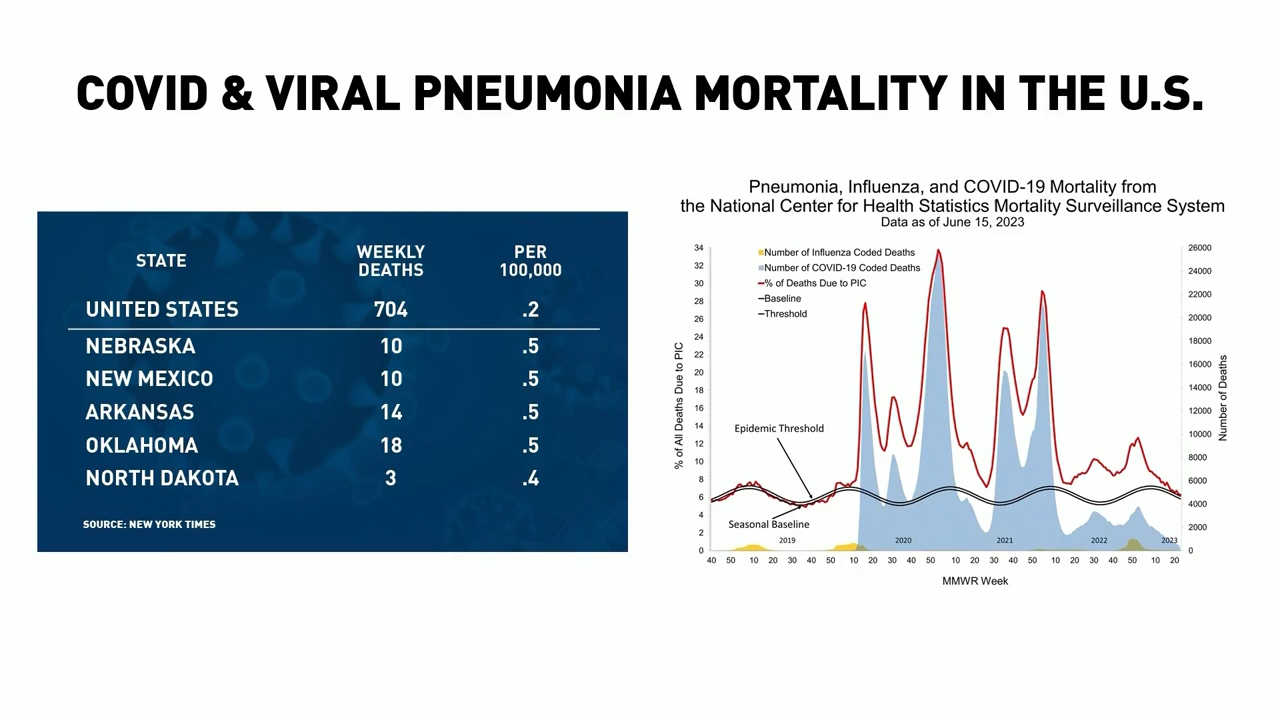 COVID & VIRAL PNEUMONIA MORTALITY IN THE U.S.
STATE WEEKLY DEATHS PER 100,000
UNITED STATES 704 .2
NEBRASKA 10 .5
NEW MEXICO 10 .5
ARKANSAS 14 .5
OKLAHOMA 18 .5
NORTH DAKOTA 3 .4
SOURCE: NEW YORK TIMES
Pneumonia, Influenza, and COVID-19 Mortality from
the National Center for Health Statistics Mortality Surveillance System
Data as of June 15, 2023
Number of Influenza Coded Deaths
Number of COVID-19 Coded Deaths
% of Deaths Due to PIC
Baseline
Threshold
% of All Deaths Due to PIC
34
32
30
28
26
24
22
20
18
16
14
12
10
8
6
4
2
0
Epidemic Threshold
Seasonal Baseline
26000
24000
22000
20000
18000
16000
14000
12000
10000
8000
6000
4000
2000
0
Number of Deaths
2019 2020 2021 2022 2023
40 50 10 20 30 40 50 10 20 30 40 50 10 20 30 40 50 10 20 30 40 50 10 20
MMWR Week